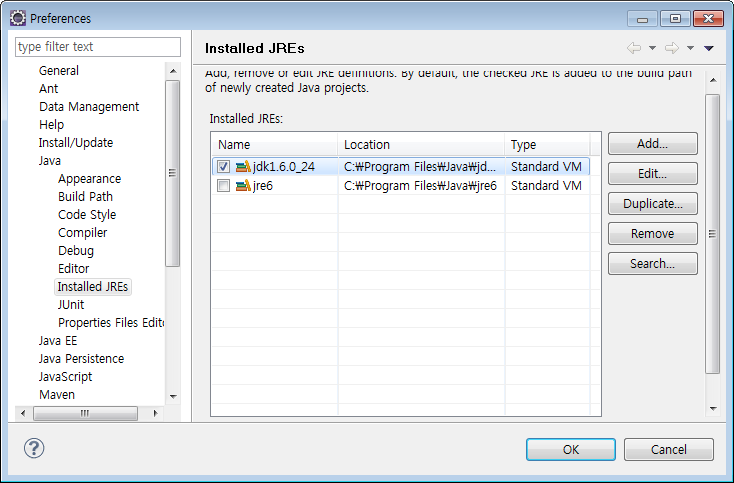 Preferences
type filter text
General
Ant
Data Management
Help
Install/Update
Java
Appearance
Build Path
Code Style
Compiler
Debug
Editor
Installed JREs
JUnit
Properties Files Edito
Java EE
Java Persistence
JavaScript
Maven
Installed JREs
Add, remove or edit JRE definitions. By default, the checked JRE is added to the build path
of newly created Java projects.
Installed JREs:
Name Location Type
jdk1.6.0_24 C:₩Program Files₩Java₩jd... Standard VM
jre6 C:₩Program Files₩Java₩jre6 Standard VM
Add...
Edit...
Duplicate...
Remove
Search...
?
OK Cancel